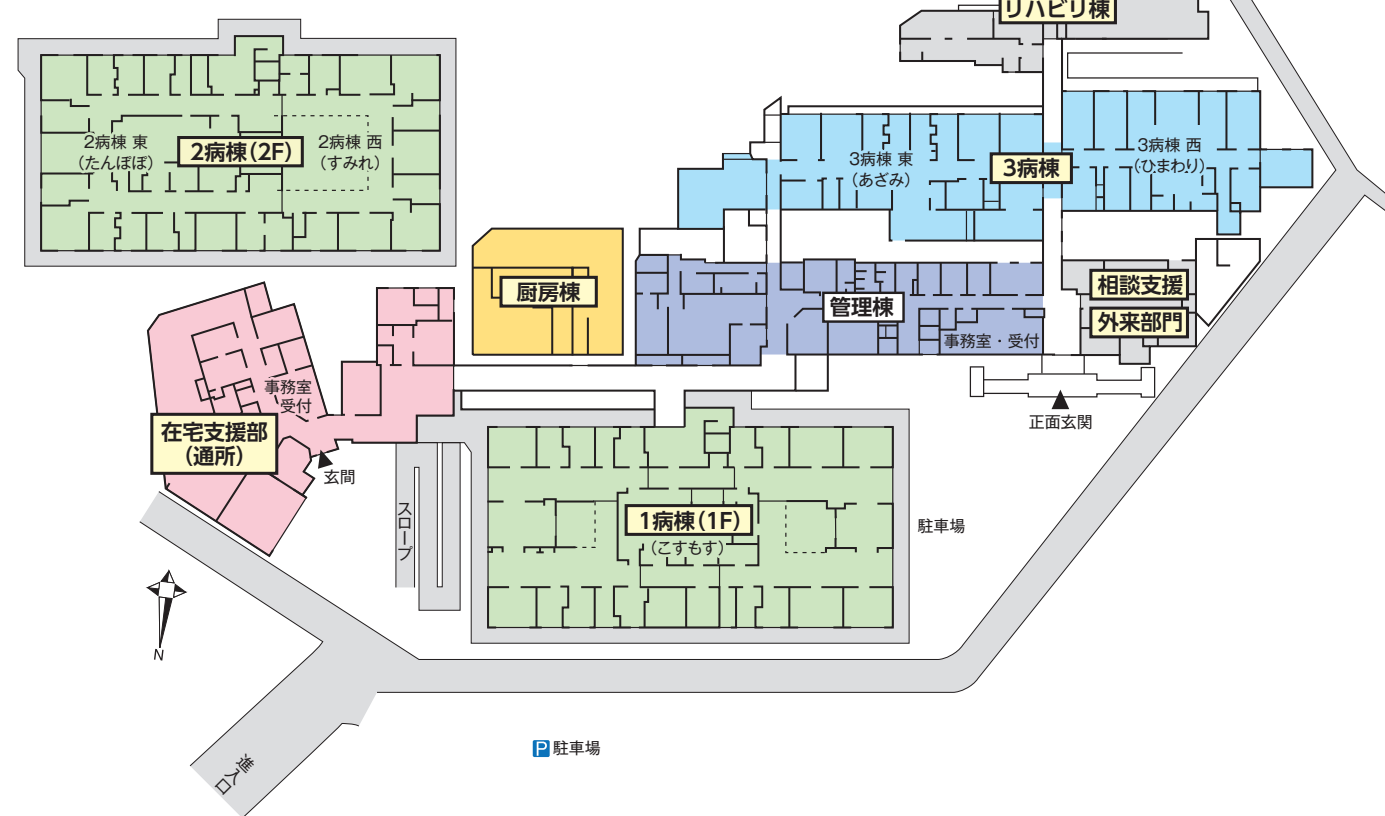 リハビリ棟
2病棟 東
(たんぽぽ)
2病棟(2F)
2病棟 西
(すみれ)
3病棟 東
(あざみ)
3病棟
3病棟 西
(ひまわり)
厨房棟
管理棟
事務室・受付
相談支援
外来部門
正面玄関
事務室
受付
在宅支援部
(通所)
玄関
スロープ
1病棟(1F)
(こすもす)
駐車場
N
P 駐車場
進入口